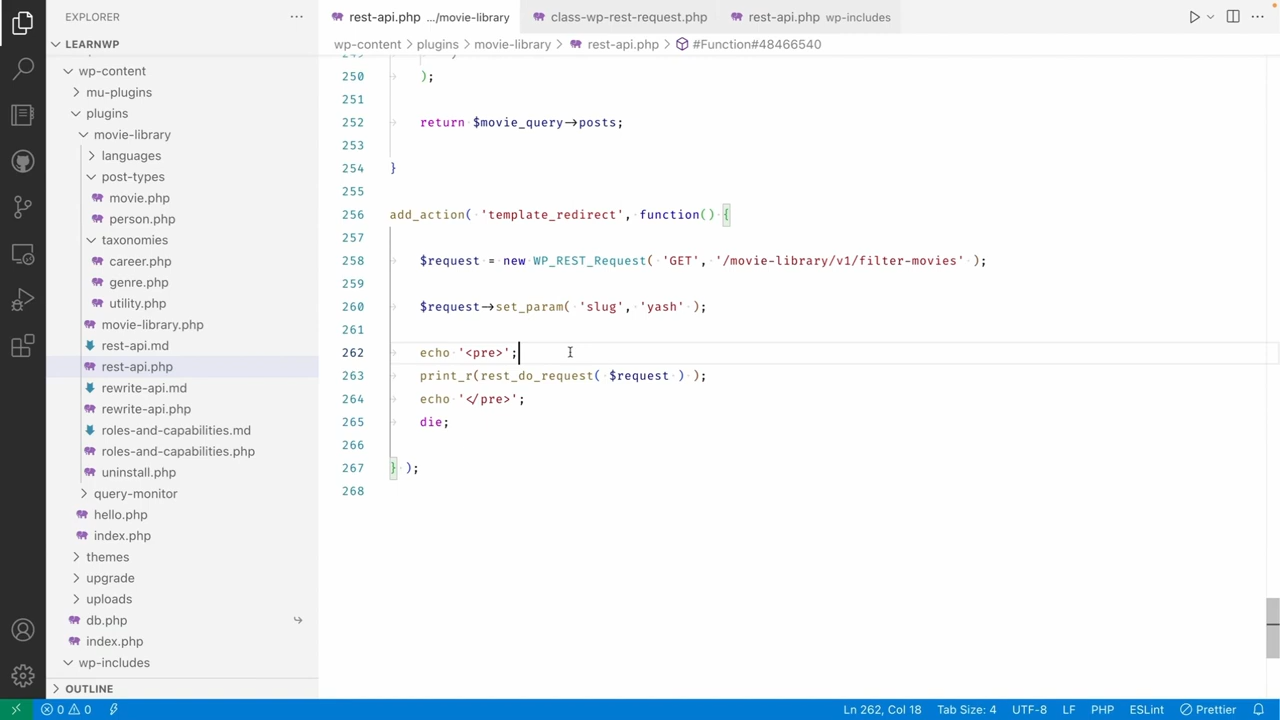 EXPLORER
LEARNWP
wp-content
mu-plugins
plugins
movie-library
languages
post-types
movie.php
person.php
taxonomies
career.php
genre.php
utility.php
movie-library.php
rest-api.md
rest-api.php
rewrite-api.md
rewrite-api.php
roles-and-capabilities.md
roles-and-capabilities.php
uninstall.php
query-monitor
hello.php
index.php
themes
upgrade
uploads
db.php
index.php
wp-includes
OUTLINE
rest-api.php .../movie-library
class-wp-rest-request.php
rest-api.php wp-includes
wp-content > plugins > movie-library > rest-api.php > #Function#48466540
250 );
251
252 return $movie_query->posts;
253
254 }
255
256 add_action( 'template_redirect', function() {
257
258 $request = new WP_REST_Request( 'GET', '/movie-library/v1/filter-movies' );
259
260 $request->set_param( 'slug', 'yash' );
261
262 echo '<pre>';
263 print_r(rest_do_request( $request ) );
264 echo '</pre>';
265 die;
266
267 } );
268
0 0 Ln 262, Col 18 Tab Size: 4 UTF-8 LF PHP ESLint Prettier